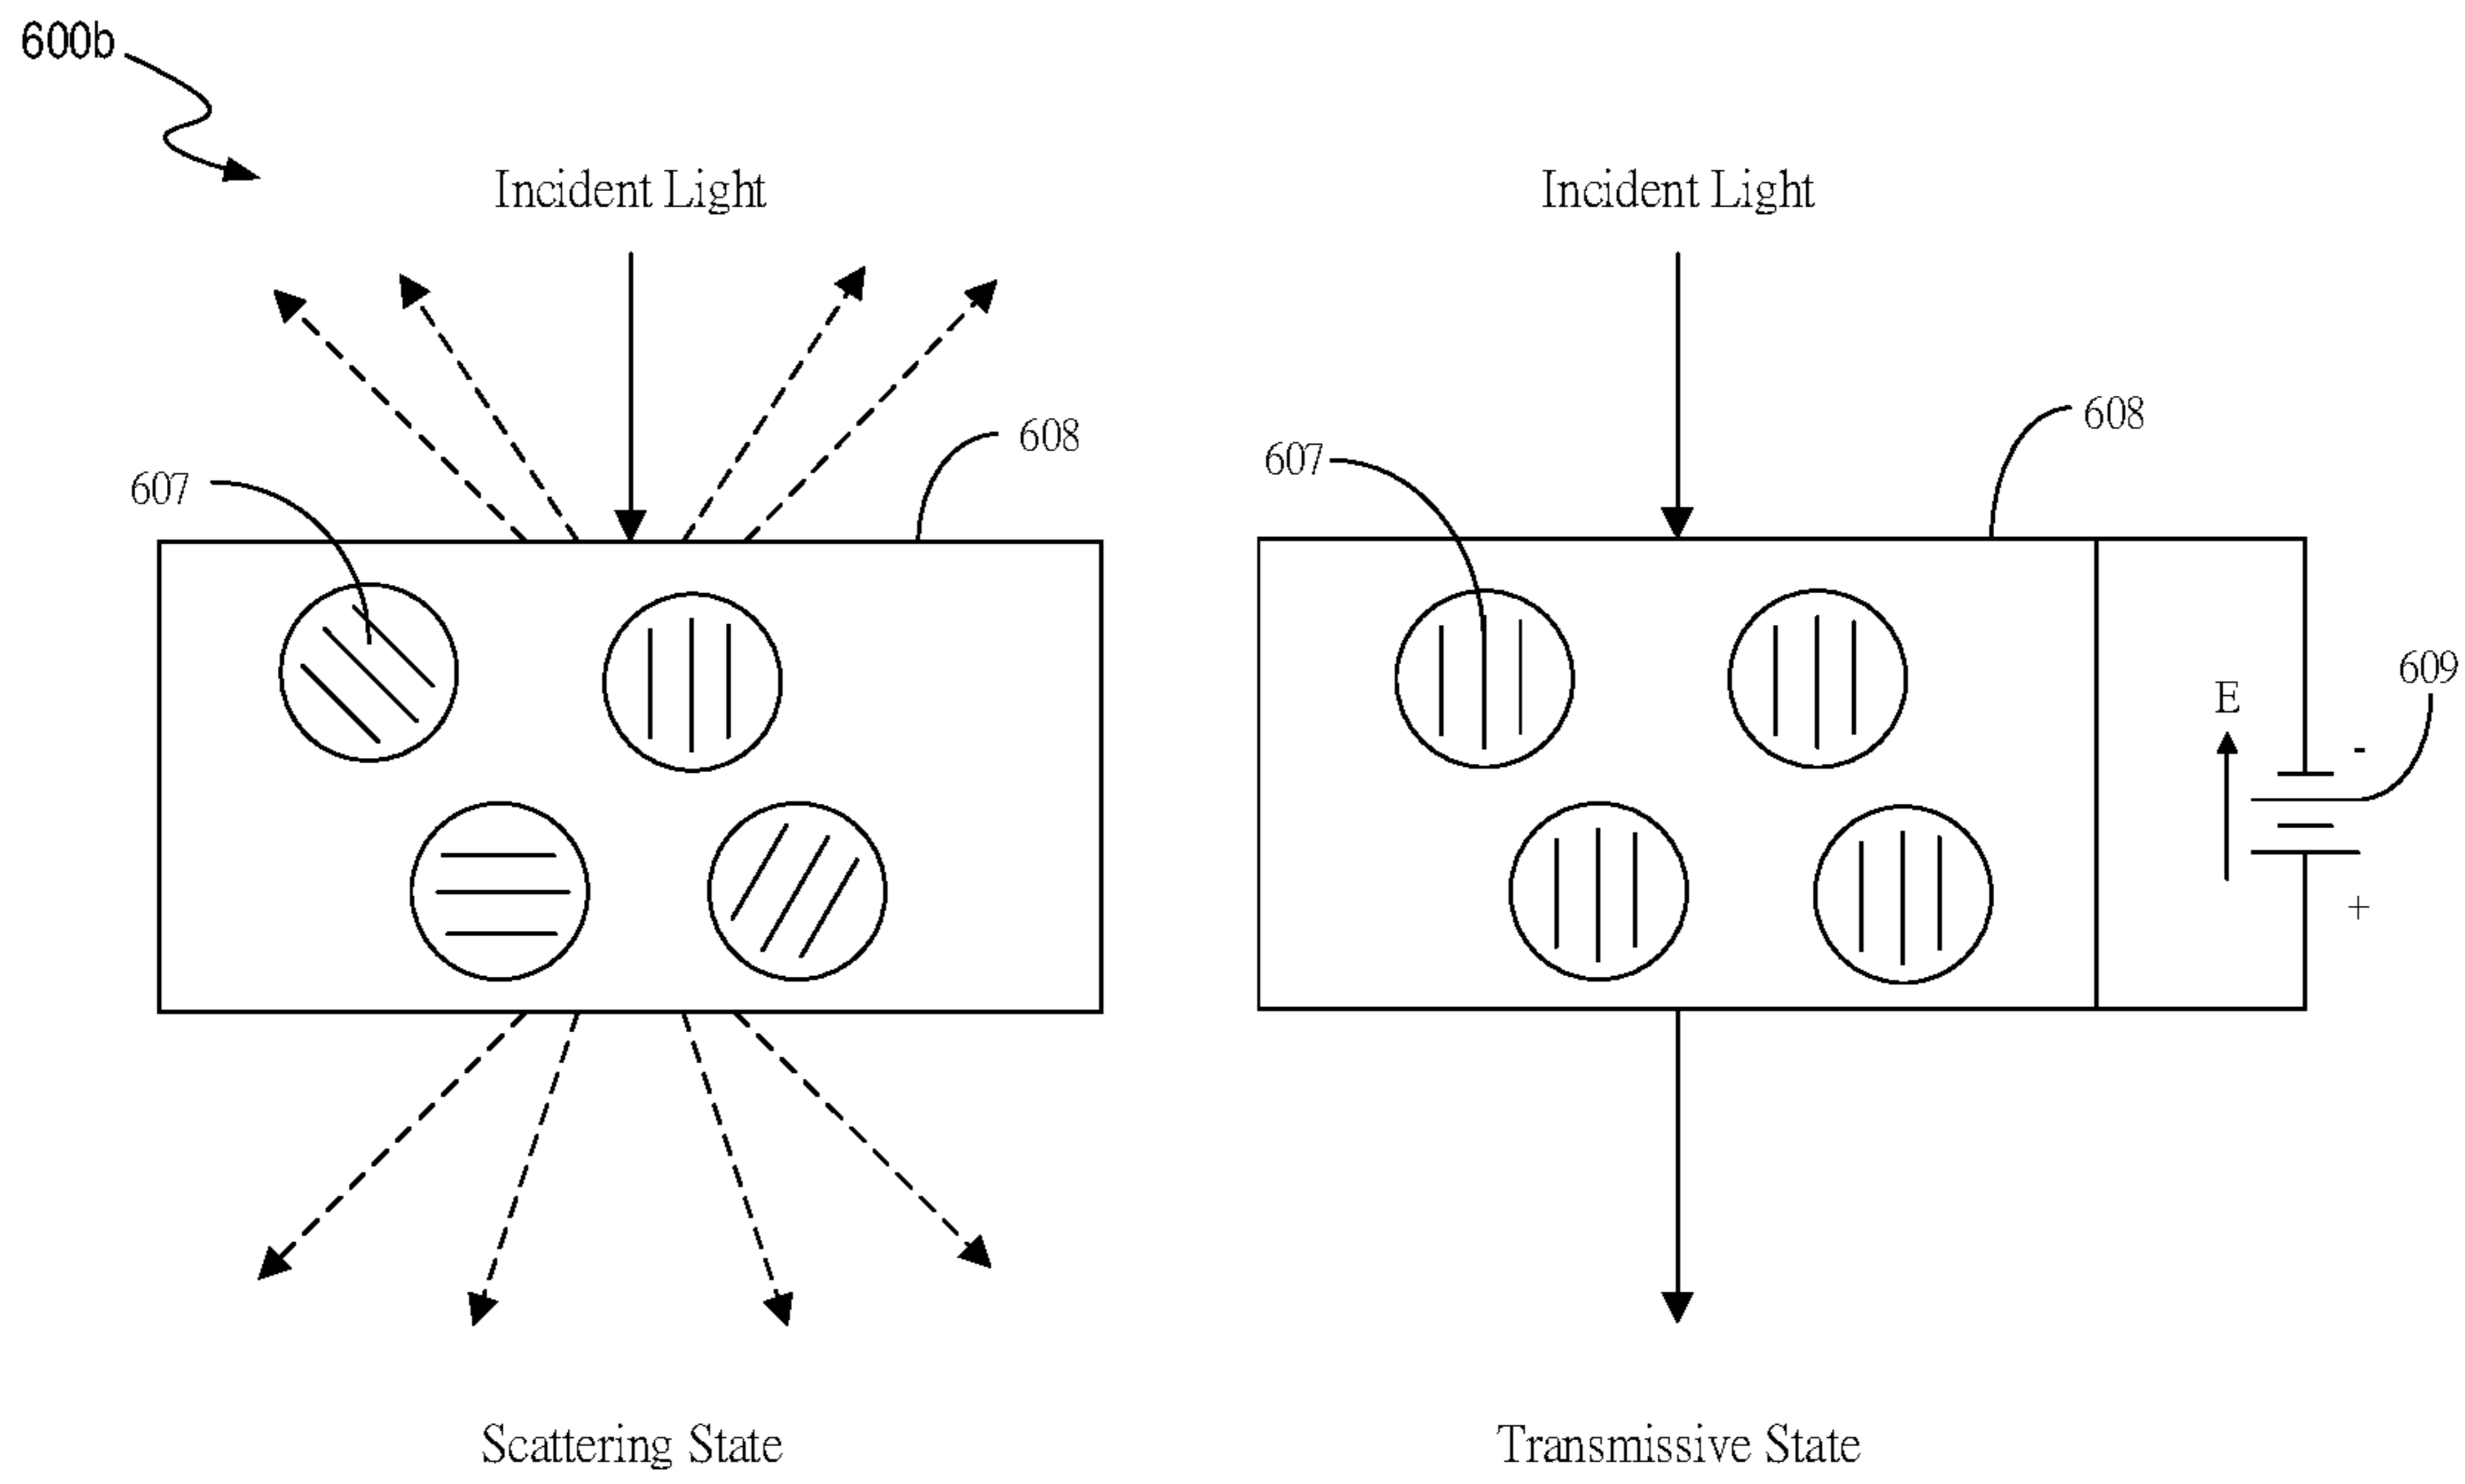 600b
Incident Light
Incident Light
608
608
607
607
609
E
-
+
Scattering State
Transmissive State